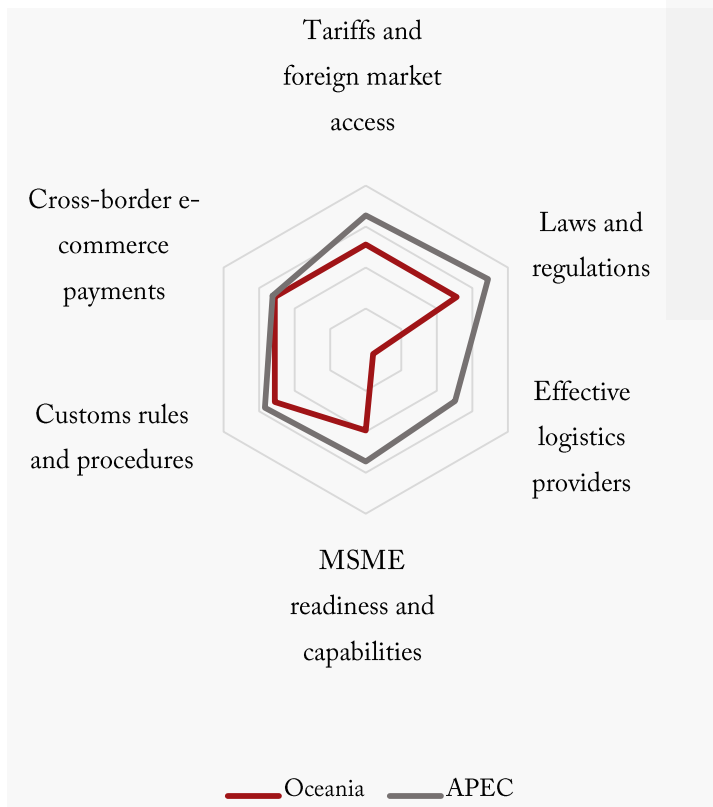 Tariffs and
foreign market
access
Cross-border e-
commerce
payments
Laws and
regulations
Customs rules
and procedures
Effective
logistics
providers
MSME
readiness and
capabilities
Oceania
APEC